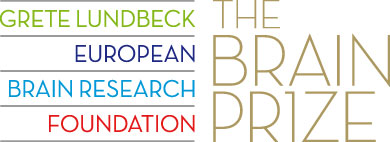 GRETE LUNDBECK
EUROPEAN
BRAIN RESEARCH
FOUNDATION
THE
BRAIN
PRIZE